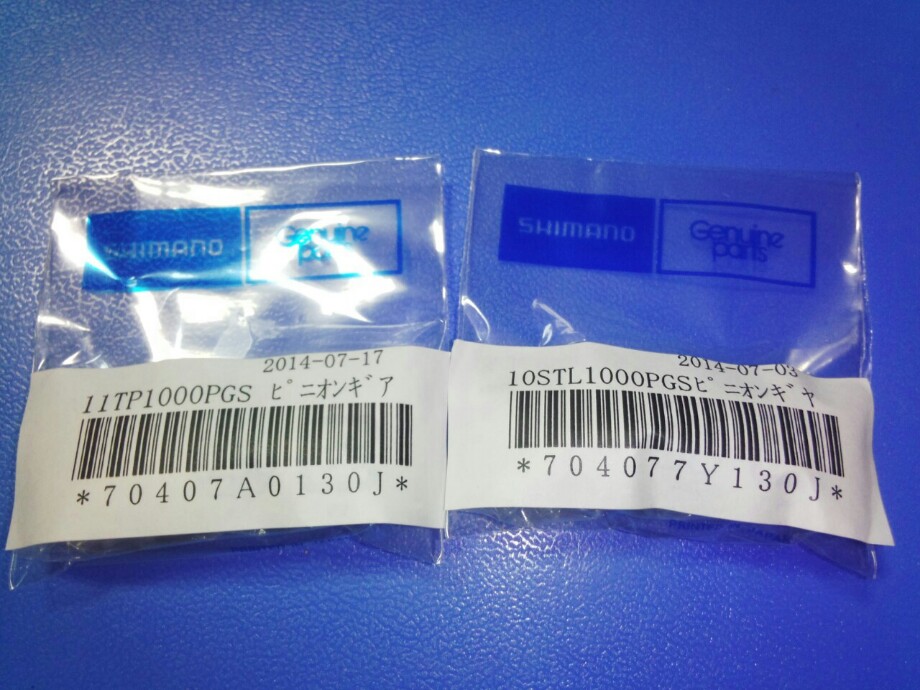 SHIMANO
Genuine
parts
2014-07-17
11TP1000PGS ﾋﾟﾆｵﾝｷﾞｱ
*70407A0130J*
SHIMANO
Genuine
parts
2014-07-03
10STL1000PGSﾋﾟﾆｵﾝｷﾞﾔ
*704077Y130J*